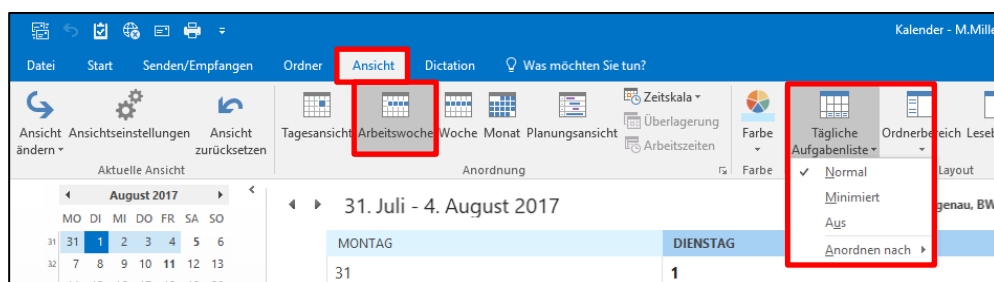 Kalender - M.Mille
Datei Start Senden/Empfangen Ordner Ansicht Dictation Was möchten Sie tun?
Ansicht ändern Ansichtseinstellungen Ansicht zurücksetzen
Aktuelle Ansicht
Tagesansicht Arbeitswoche Woche Monat Planungsansicht
Zeitskala
Überlagerung
Arbeitszeiten
Anordnung
Farbe
Farbe
Tägliche Aufgabenliste Ordnerbereich
Layout
Normal
Minimiert
Aus
Anordnen nach
August 2017
MO DI MI DO FR SA SO
31 31 1 2 3 4 5 6
32 7 8 9 10 11 12 13
31. Juli - 4. August 2017
genau, BW
MONTAG DIENSTAG
31 1